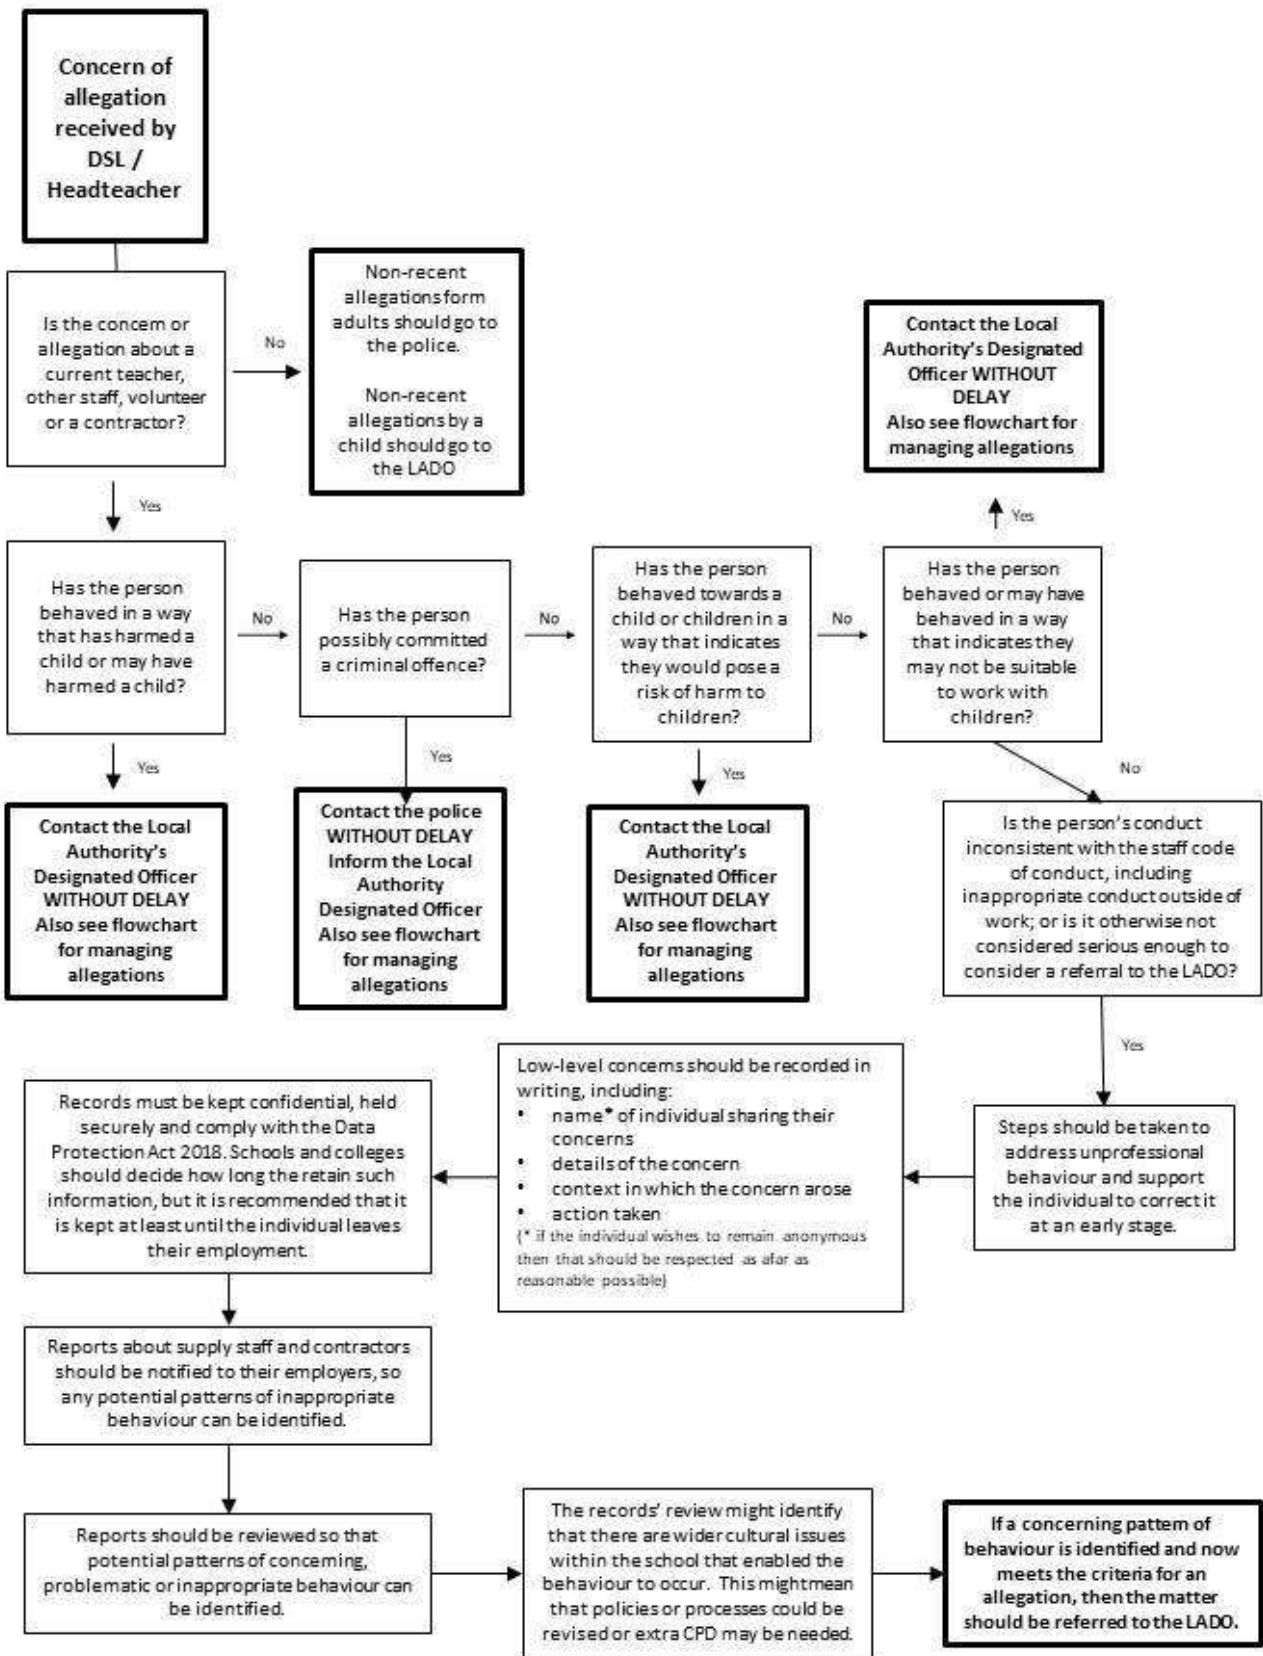 Concern of
allegation
received by
DSL /
Headteacher
Is the concern or
allegation about a
current teacher,
other staff, volunteer
or a contractor?
No
Non-recent
allegations form
adults should go to
the police.
Non-recent
allegations by a
child should go to
the LADO
Contact the Local
Authority's Designated
Officer WITHOUT
DELAY
Also see flowchart for
managing allegations
Yes
Yes
Has the person
behaved in a way
that has harmed a
child or may have
harmed a child?
No
Has the person
possibly committed
a criminal offence?
No
Has the person
behaved towards a
child or children in a
way that indicates
they would pose a
risk of harm to
children?
No
Has the person
behaved or may have
behaved in a way
that indicates they
may not be suitable
to work with
children?
Yes
Yes
Yes
No
Contact the Local
Authority's
Designated Officer
WITHOUT DELAY
Also see flowchart
for managing
allegations
Contact the police
WITHOUT DELAY
Inform the Local
Authority
Designated Officer
Also see flowchart
for managing
allegations
Contact the Local
Authority's
Designated Officer
WITHOUT DELAY
Also see flowchart
for managing
allegations
Is the person's conduct
inconsistent with the staff code
of conduct, including
inappropriate conduct outside of
work; or is it otherwise not
considered serious enough to
consider a referral to the LADO?
Yes
Steps should be taken to
address unprofessional
behaviour and support
the individual to correct it
at an early stage.
Low-level concerns should be recorded in
writing, including:
• name* of individual sharing their
concerns
• details of the concern
• context in which the concern arose
• action taken
(* if the individual wishes to remain anonymous
then that should be respected as afar as
reasonable possible)
Records must be kept confidential, held
securely and comply with the Data
Protection Act 2018. Schools and colleges
should decide how long the retain such
information, but it is recommended that it
is kept at least until the individual leaves
their employment.
Reports about supply staff and contractors
should be notified to their employers, so
any potential patterns of inappropriate
behaviour can be identified.
Reports should be reviewed so that
potential patterns of concerning,
problematic or inappropriate behaviour can
be identified.
The records' review might identify
that there are wider cultural issues
within the school that enabled the
behaviour to occur. This might mean
that policies or processes could be
revised or extra CPD may be needed.
If a concerning pattern of
behaviour is identified and now
meets the criteria for an
allegation, then the matter
should be referred to the LADO.